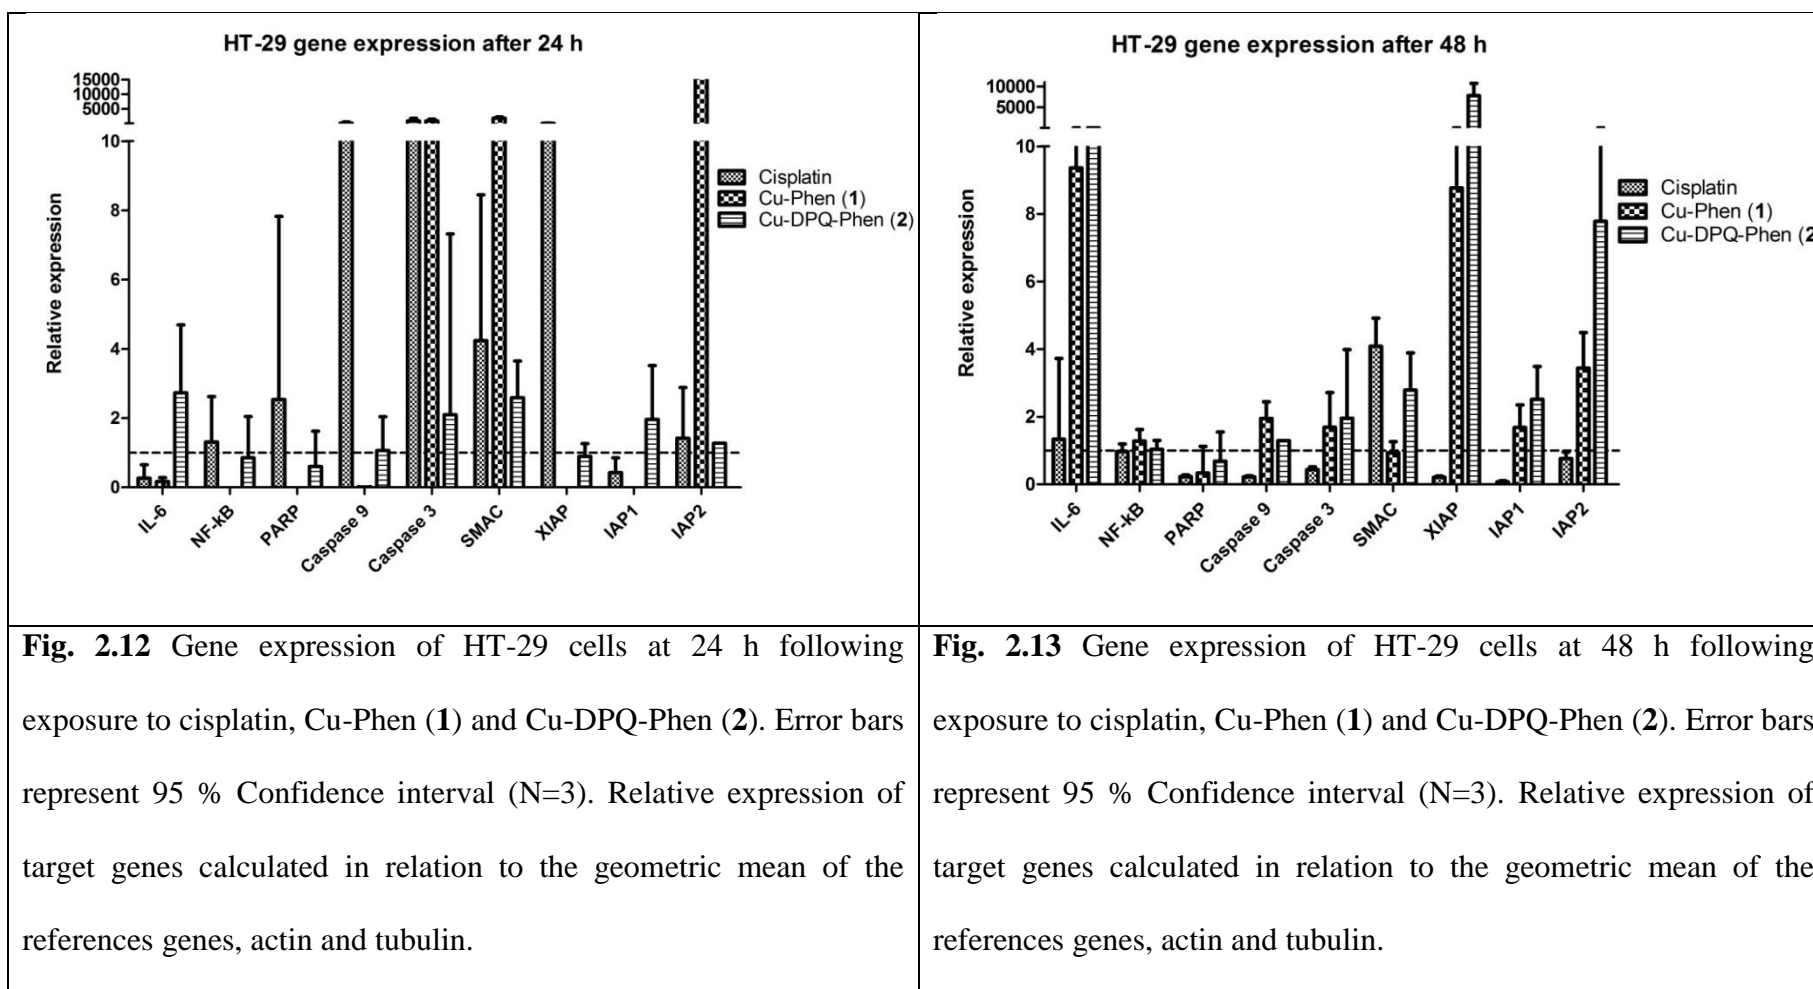 HT-29 gene expression after 24 h
15000
10000
5000
10
8
6
4
2
0
Relative expression
Cisplatin
Cu-Phen (1)
Cu-DPQ-Phen (2)
IL-6
NF-kB
PARP
Caspase 9
Caspase 3
SMAC
XIAP
IAP1
IAP2
HT-29 gene expression after 48 h
10000
5000
10
8
6
4
2
0
Relative expression
Cisplatin
Cu-Phen (1)
Cu-DPQ-Phen (2
IL-6
NF-kB
PARP
Caspase 9
Caspase 3
SMAC
XIAP
IAP1
IAP2
Fig. 2.12 Gene expression of HT-29 cells at 24 h following
exposure to cisplatin, Cu-Phen (1) and Cu-DPQ-Phen (2). Error bars
represent 95 % Confidence interval (N=3). Relative expression of
target genes calculated in relation to the geometric mean of the
references genes, actin and tubulin.
Fig. 2.13 Gene expression of HT-29 cells at 48 h following
exposure to cisplatin, Cu-Phen (1) and Cu-DPQ-Phen (2). Error bars
represent 95 % Confidence interval (N=3). Relative expression of
target genes calculated in relation to the geometric mean of the
references genes, actin and tubulin.